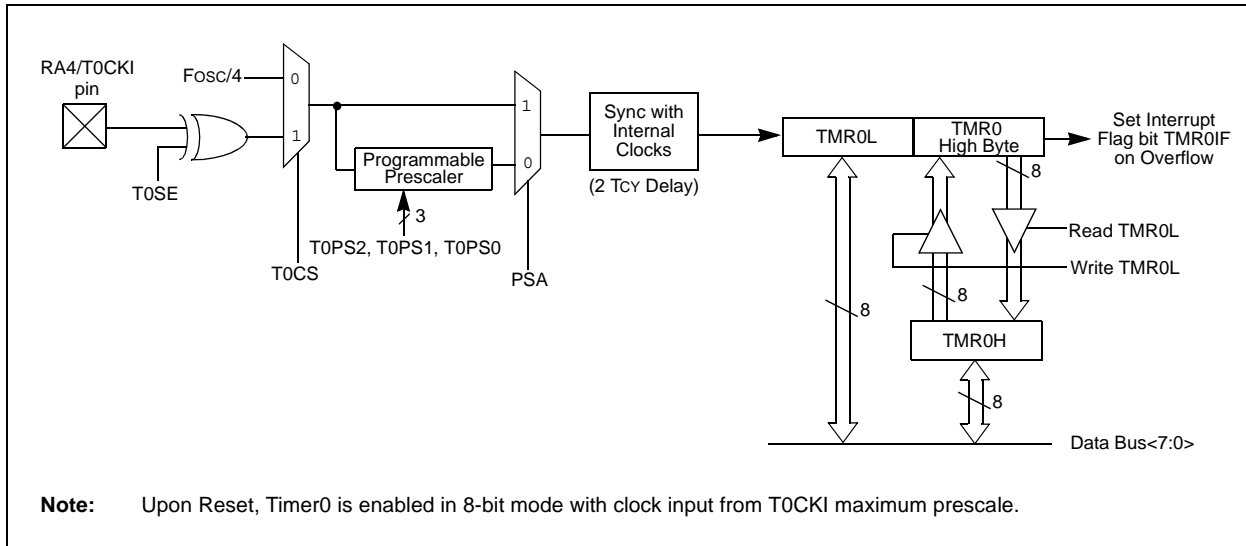 RA4/T0CKI
pin
FOSC/4
0
1
T0SE
T0CS
Programmable
Prescaler
3
T0PS2, T0PS1, T0PS0
1
0
PSA
Sync with
Internal
Clocks
(2 TCY Delay)
TMR0L
TMR0
High Byte
Set Interrupt
Flag bit TMR0IF
on Overflow
8
Read TMR0L
Write TMR0L
8
8
TMR0H
8
Data Bus<7:0>
Note: Upon Reset, Timer0 is enabled in 8-bit mode with clock input from T0CKI maximum prescale.